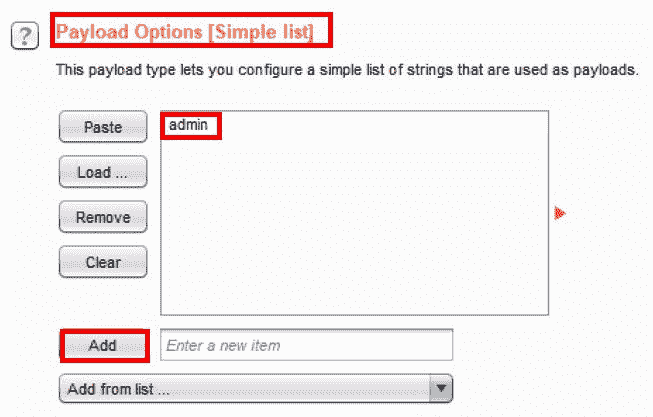 ?
Payload Options [Simple list]
This payload type lets you configure a simple list of strings that are used as payloads.
Paste
admin
Load ...
Remove
Clear
Add
Enter a new item
Add from list ...